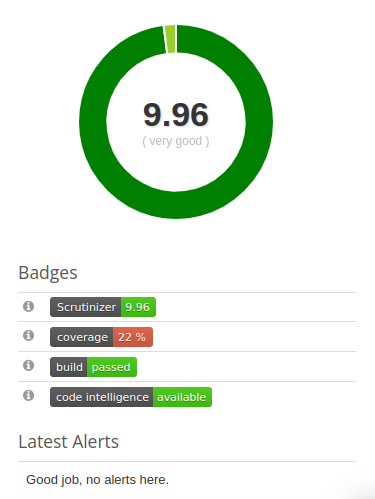 9.96
( very good )
Badges
Scrutinizer 9.96
coverage 22 %
build passed
code intelligence available
Latest Alerts
Good job, no alerts here.